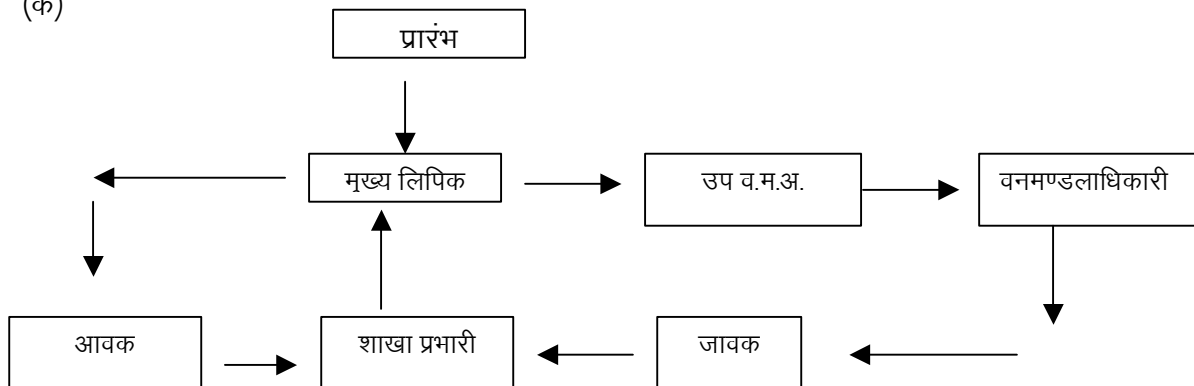 (क)
प्रारंभ
मुख्य लिपिक
उप व.म.अ.
वनमण्डलाधिकारी
आवक
शाखा प्रभारी
जावक